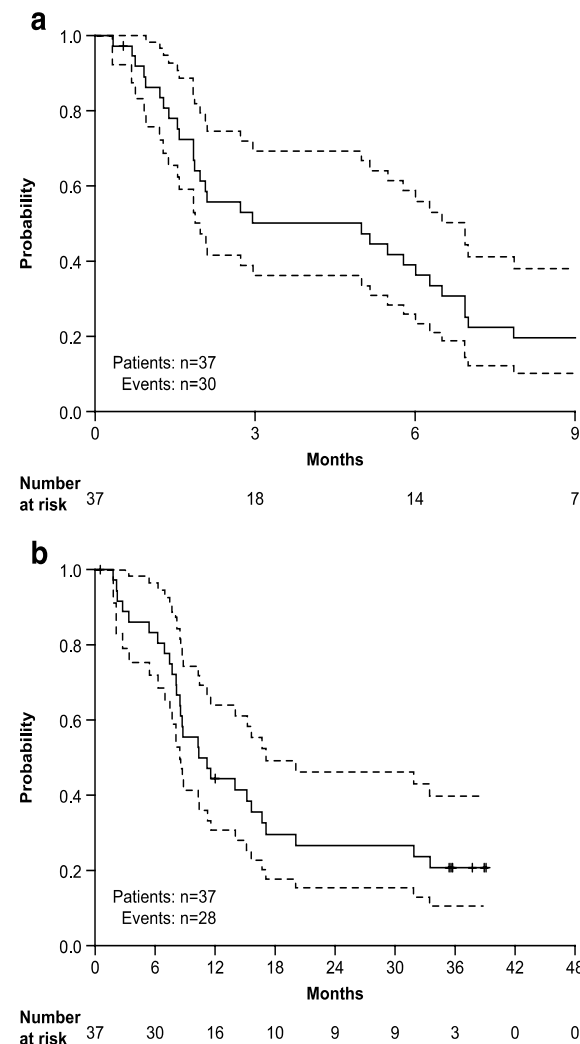 a
1.0
0.8
0.6
0.4
0.2
0.0
Probability
Patients: n=37
Events: n=30
0 3 6 9
Months
Number
at risk 37 18 14 7
b
1.0
0.8
0.6
0.4
0.2
0.0
Probability
Patients: n=37
Events: n=28
0 6 12 18 24 30 36 42 48
Months
Number
at risk 37 30 16 10 9 9 3 0 0